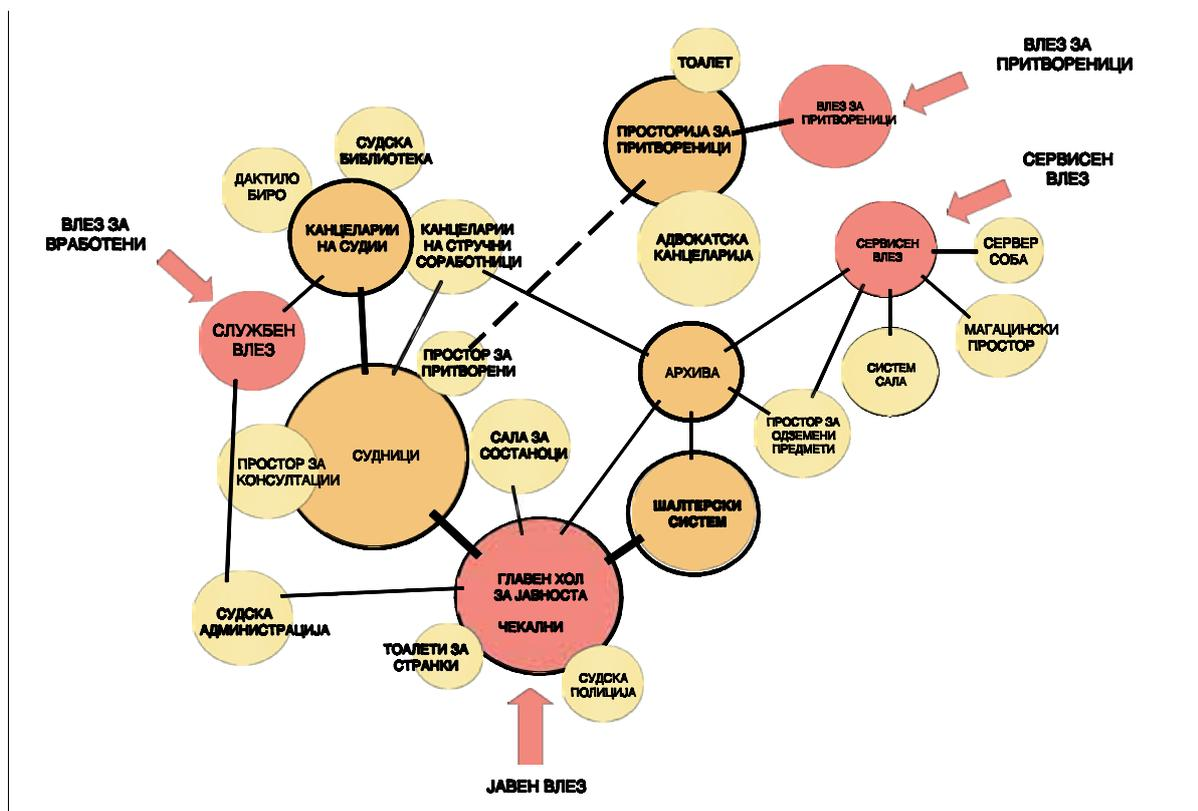 ВЛЕЗ ЗА
ПРИТВОРЕНИЦИ
ТОАЛЕТ
ВЛЕЗ ЗА
ПРИТВОРЕНИЦИ
ПРОСТОРИЈА ЗА
ПРИТВОРЕНИЦИ
СУДСКА
БИБЛИОТЕКА
СЕРВИСЕН
ВЛЕЗ
ДАКТИЛО
БИРО
ВЛЕЗ ЗА
ВРАБОТЕНИ
КАНЦЕЛАРИИ
НА СУДИИ
КАНЦЕЛАРИИ
НА СТРУЧНИ
СОРАБОТНИЦИ
АДВОКАТСКА
КАНЦЕЛАРИЈА
СЕРВИСЕН
ВЛЕЗ
СЕРВЕР
СОБА
СЛУЖБЕН
ВЛЕЗ
ПРОСТОР ЗА
ПРИТВОРЕНИ
АРХИВА
СИСТЕМ
САЛА
МАГАЦИНСКИ
ПРОСТОР
ПРОСТОР ЗА
КОНСУЛТАЦИИ
СУДНИЦИ
САЛА ЗА
СОСТАНОЦИ
ПРОСТОР ЗА
ОДЗЕМЕНИ
ПРЕДМЕТИ
ШАЛТЕРСКИ
СИСТЕМ
ГЛАВЕН ХОЛ
ЗА ЈАВНОСТА
ЧЕКАЛНИ
СУДСКА
АДМИНИСТРАЦИЈА
ТОАЛЕТИ ЗА
СТРАНКИ
СУДСКА
ПОЛИЦИЈА
ЈАВЕН ВЛЕЗ